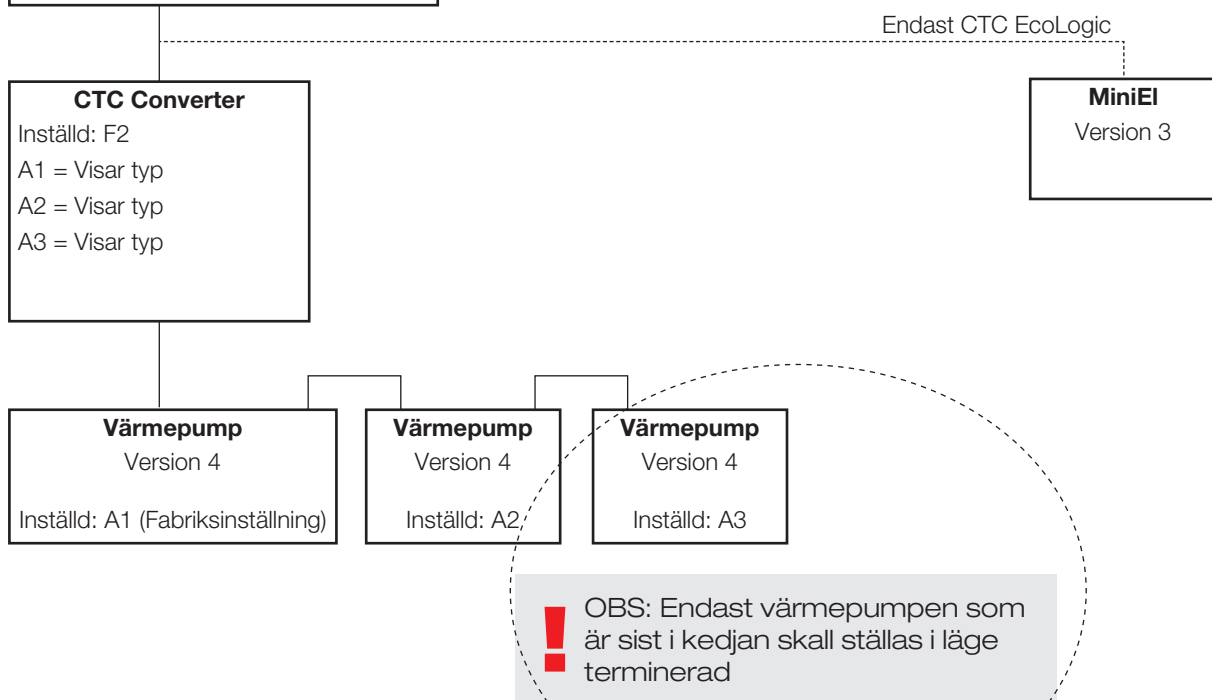 Endast CTC EcoLogic
CTC Converter
Inställd: F2
A1 = Visar typ
A2 = Visar typ
A3 = Visar typ
MiniEl
Version 3
Värmepump
Version 4
Inställd: A1 (Fabriksinställning)
Värmepump
Version 4
Inställd: A2
Värmepump
Version 4
Inställd: A3
! OBS: Endast värmepumpen som
är sist i kedjan skall ställas i läge
terminerad